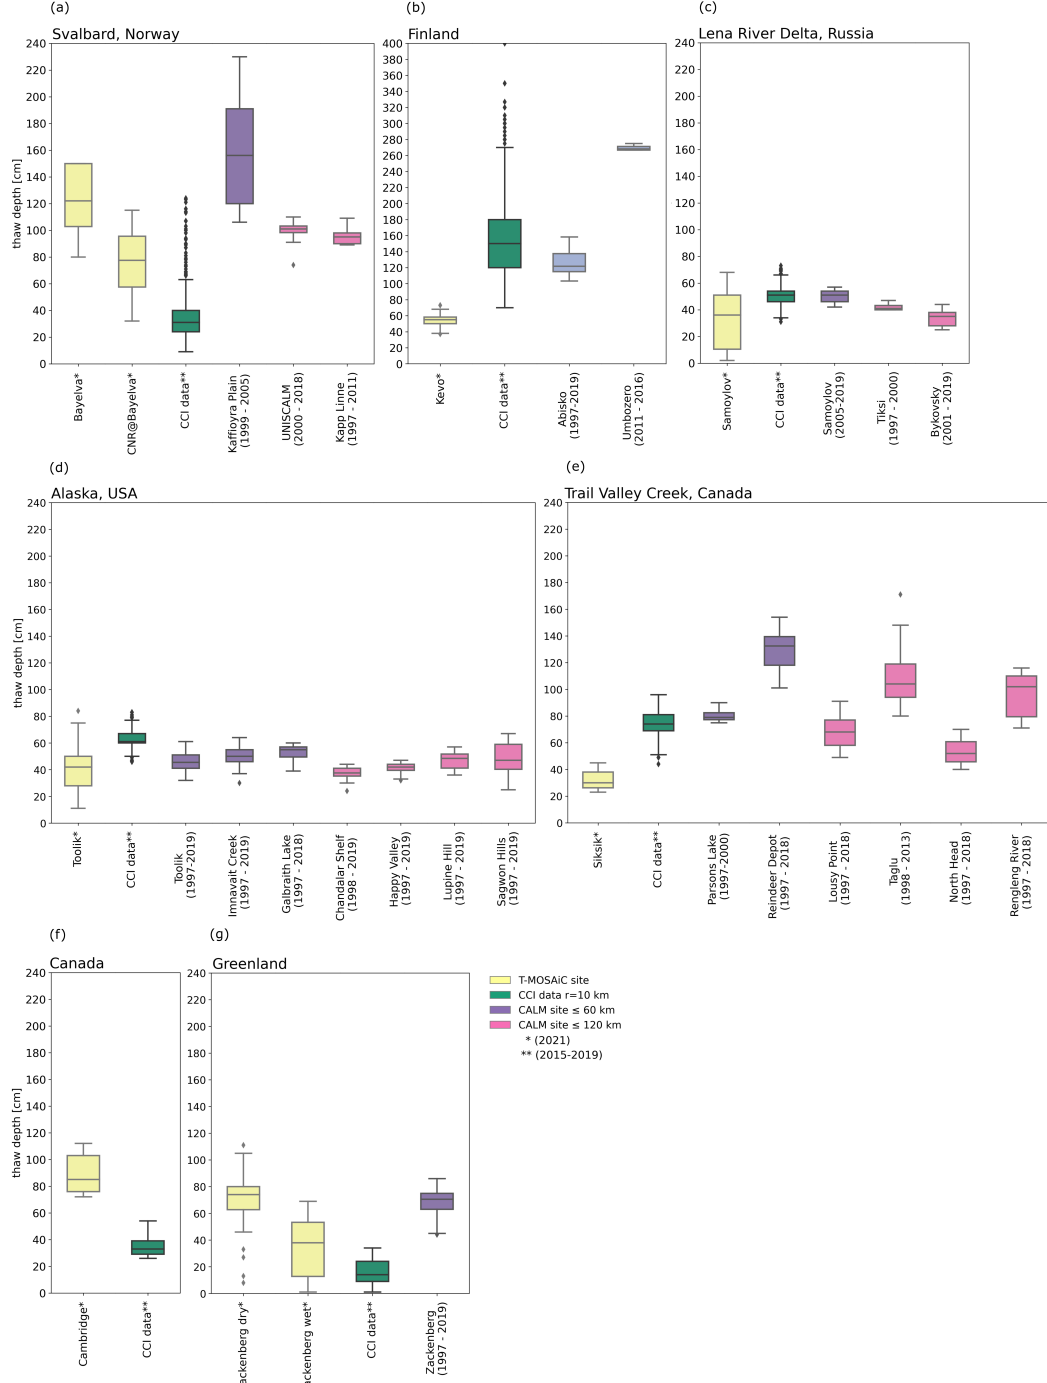 (a)
Svalbard, Norway
thaw depth [cm]
240
220
200
180
160
140
120
100
80
60
40
20
0
Bayelva*
CNR@Bayelva*
CCI data**
Kaffioyra Plain
(1999 - 2005)
UNISCALM
(2000 - 2018)
Kapp Linne
(1997 - 2011)
(b)
Finland
400
380
360
340
320
300
280
260
240
220
200
180
160
140
120
100
80
60
40
20
0
Kevo*
CCI data**
Abisko
(1997-2019)
Umbozero
(2011 - 2016)
(c)
Lena River Delta, Russia
240
220
200
180
160
140
120
100
80
60
40
20
0
Samoylov*
CCI data**
Samoylov
(2005-2019)
Tiksi
(1997 - 2000)
Bykovsky
(2001 - 2019)
(d)
Alaska, USA
thaw depth [cm]
240
220
200
180
160
140
120
100
80
60
40
20
0
Toolik*
CCI data**
Toolik
(1997-2019)
Imnavait Creek
(1997 - 2019)
Galbraith Lake
(1997 - 2018)
Chandalar Shelf
(1998 - 2019)
Happy Valley
(1997 - 2019)
Lupine Hill
(1997 - 2019)
Sagwon Hills
(1997 - 2019)
(e)
Trail Valley Creek, Canada
240
220
200
180
160
140
120
100
80
60
40
20
0
Siksik*
CCI data**
Parsons Lake
(1997-2000)
Reindeer Depot
(1997 - 2018)
Lousy Point
(1997 - 2018)
Taglu
(1998 - 2013)
North Head
(1997 - 2018)
Rengleng River
(1997 - 2018)
(f)
Canada
thaw depth [cm]
240
220
200
180
160
140
120
100
80
60
40
20
0
Cambridge*
CCI data**
(g)
Greenland
240
220
200
180
160
140
120
100
80
60
40
20
0
ackenberg dry*
ackenberg wet*
CCI data**
Zackenberg
(1997 - 2019)
T-MOSAiC site
CCI data r=10 km
CALM site ≤ 60 km
CALM site ≤ 120 km
* (2021)
** (2015-2019)